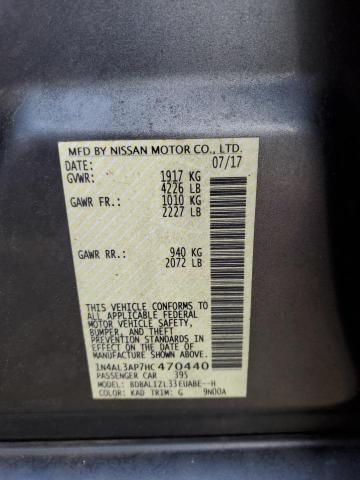 MFD BY NISSAN MOTOR CO., LTD.
DATE: 07/17
GVWR: 1917 KG
4226 LB
GAWR FR.: 1010 KG
2227 LB
GAWR RR.: 940 KG
2072 LB
THIS VEHICLE CONFORMS TO
ALL APPLICABLE FEDERAL
MOTOR VEHICLE SAFETY,
BUMPER, AND THEFT
PREVENTION STANDARDS
IN EFFECT ON THE DATE OF
MANUFACTURE SHOWN ABOVE.
1N4AL3AP7HC470440
PASSENGER CAR 395
MODEL: BDBALIZL33EUABE--H
COLOR: KAD TRIM: G 9N00A